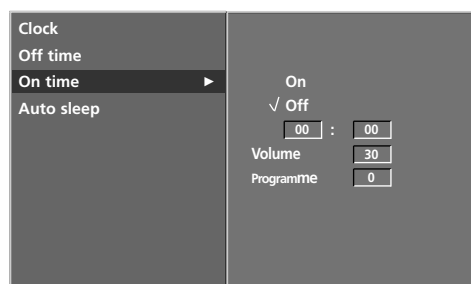 Clock
Off time
On time ►
Auto sleep
On
√ Off
00 : 00
Volume 30
Programme 0